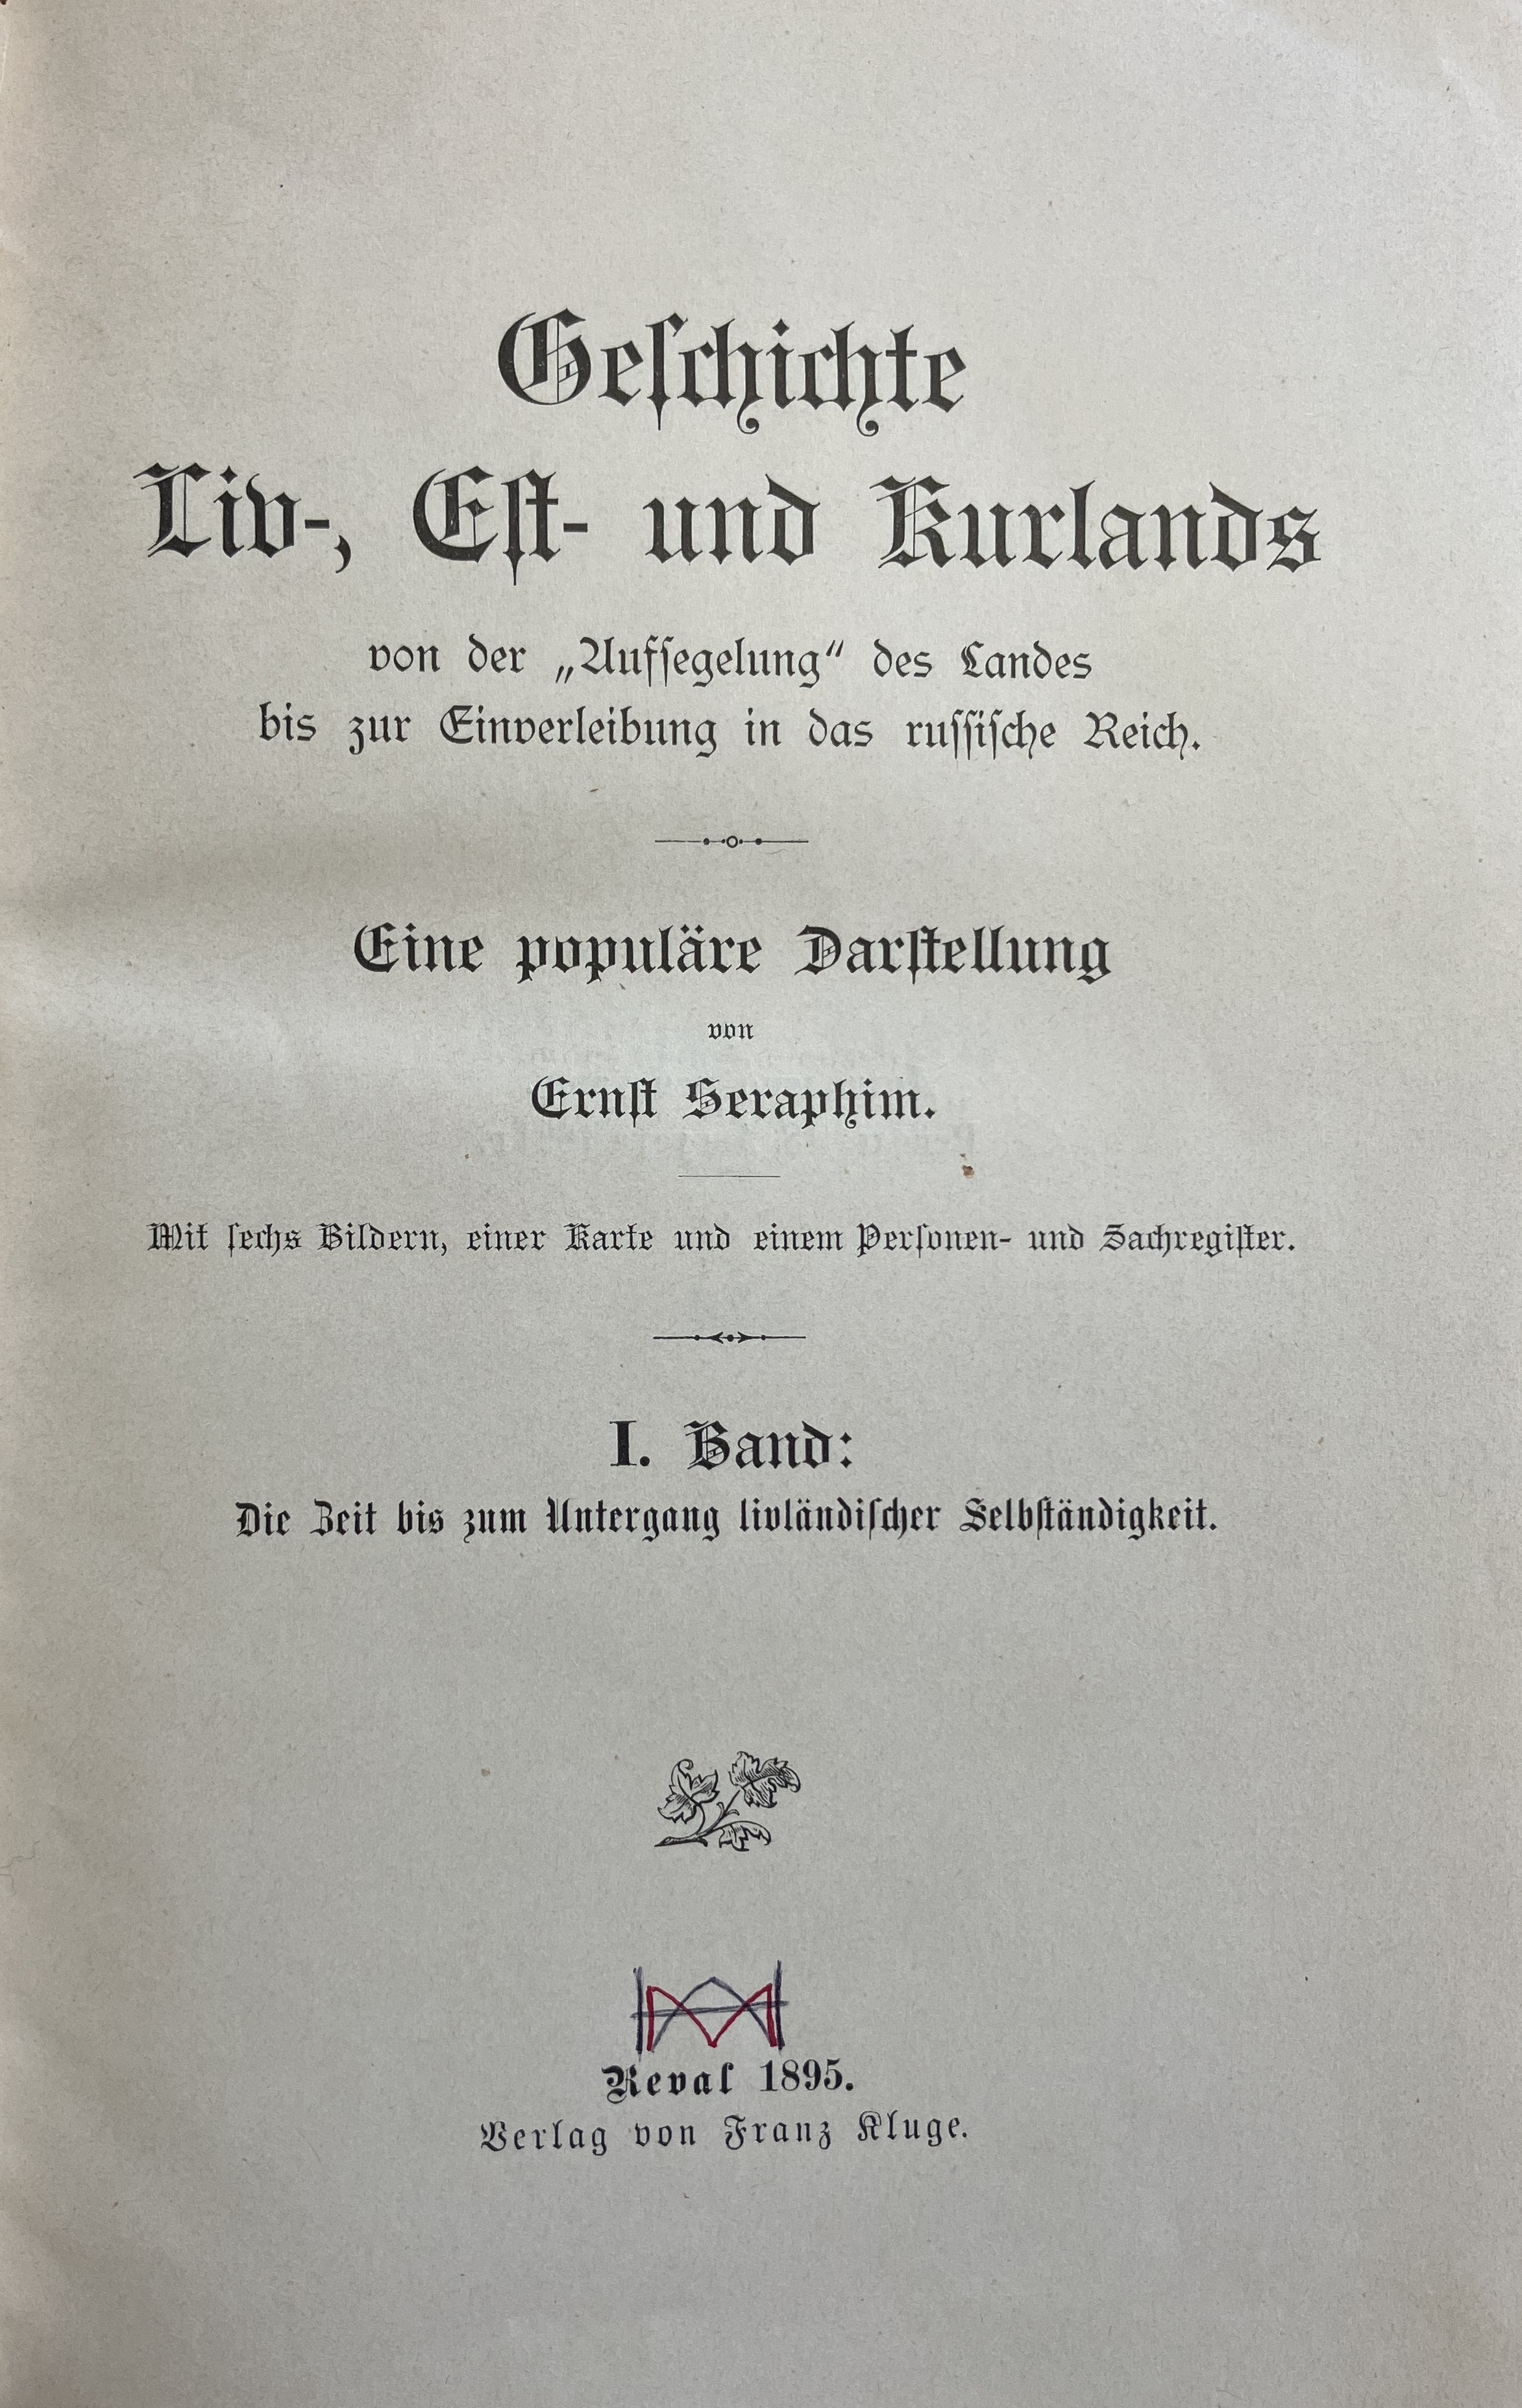 Geſchichte
Liv-, Eſt- und Kurlands
von der „Aufſegelung“ des Landes
bis zur Einverleibung in das ruſſiſche Reich.
Eine populäre Darſtellung
von
Ernſt Seraphim.
Mit ſechs Bildern, einer Karte und einem Perſonen- und Sachregiſter.
I. Band:
Die Zeit bis zum Untergang livländiſcher Selbſtändigkeit.
Reval 1895.
Verlag von Franz Kluge.